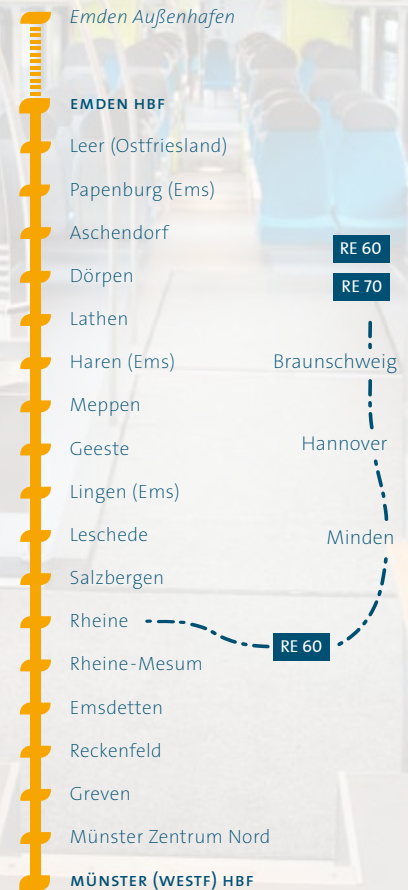 Emden Außenhafen
EMDEN HBF
Leer (Ostfriesland)
Papenburg (Ems)
Aschendorf
Dörpen
Lathen
Haren (Ems)
Meppen
Geeste
Lingen (Ems)
Leschede
Salzbergen
Rheine
Rheine-Mesum
Emsdetten
Reckenfeld
Greven
Münster Zentrum Nord
MÜNSTER (WESTF) HBF
RE 60
RE 70
Braunschweig
Hannover
Minden
RE 60